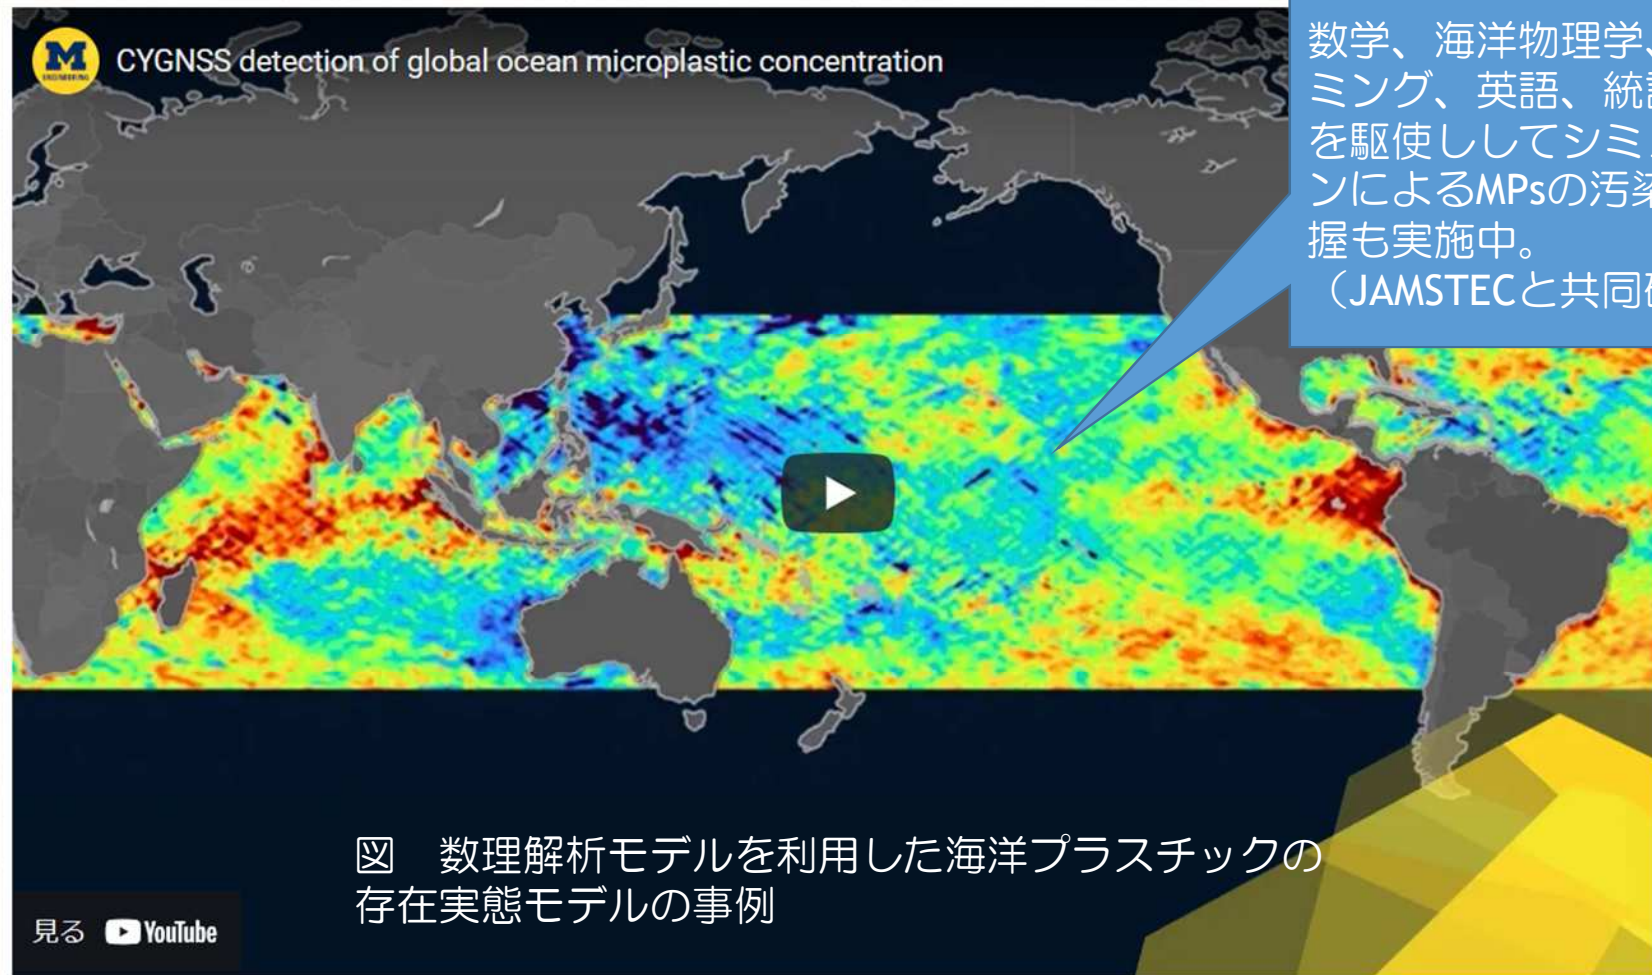 CYGNSS detection of global ocean microplastic concentration
M
ENGINEERING
数学、海洋物理学、
ミング、英語、統
を駆使ししてシミ
ンによるMPsの汚
握も実施中。
（JAMSTECと共同
図　数理解析モデルを利用した海洋プラスチックの
存在実態モデルの事例
見る YouTube